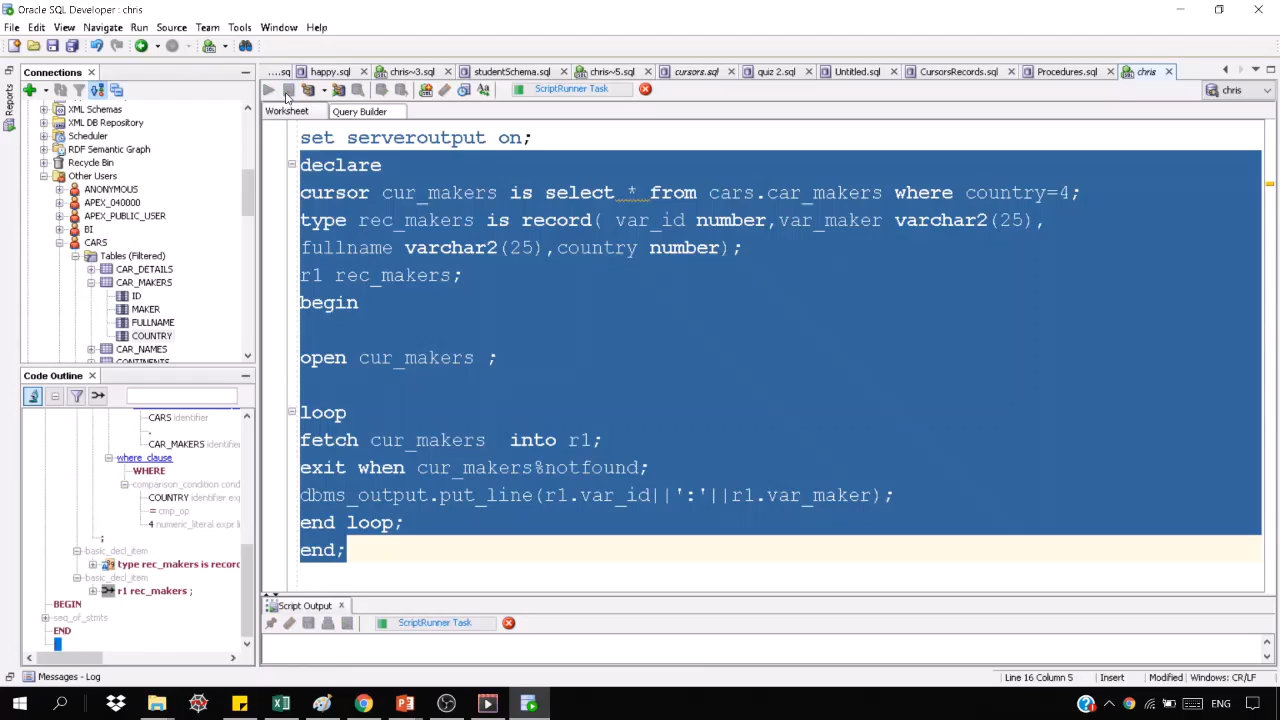 Oracle SQL Developer: chris
File Edit View Navigate Run Source Team Tools Window Help
Connections
XML Schemas
XML DB Repository
Scheduler
RDF Semantic Graph
Recycle Bin
Other Users
ANONYMOUS
APEX_040000
APEX_PUBLIC_USER
BI
CARS
Tables (Filtered)
CAR_DETAILS
CAR_MAKERS
ID
MAKER
FULLNAME
COUNTRY
CAR_NAMES
CONTINENTS
Reports
Code Outline
CARS identifier
.
CAR_MAKERS identifier
where_clause
WHERE
comparison_condition cond
COUNTRY identifier exp
= cmp_op
4 numeric_literal expr li
;
basic_decl_item
type rec_makers is record
basic_decl_item
r1 rec_makers ;
BEGIN
seq_of_stmts
END
....sq happy.sql chris~3.sql studentSchema.sql chris~5.sql cursors.sql quiz 2.sql Untitled.sql CursorsRecords.sql Procedures.sql chris
ScriptRunner Task
chris
Worksheet Query Builder
set serveroutput on;
declare
cursor cur_makers is select * from cars.car_makers where country=4;
type rec_makers is record( var_id number,var_maker varchar2(25),
fullname varchar2(25),country number);
r1 rec_makers;
begin
open cur_makers ;
loop
fetch cur_makers  into r1;
exit when cur_makers%notfound;
dbms_output.put_line(r1.var_id||':'||r1.var_maker);
end loop;
end;
Script Output
ScriptRunner Task
Messages - Log
Line 16 Column 5 Insert Modified Windows: CR/LF
ENG